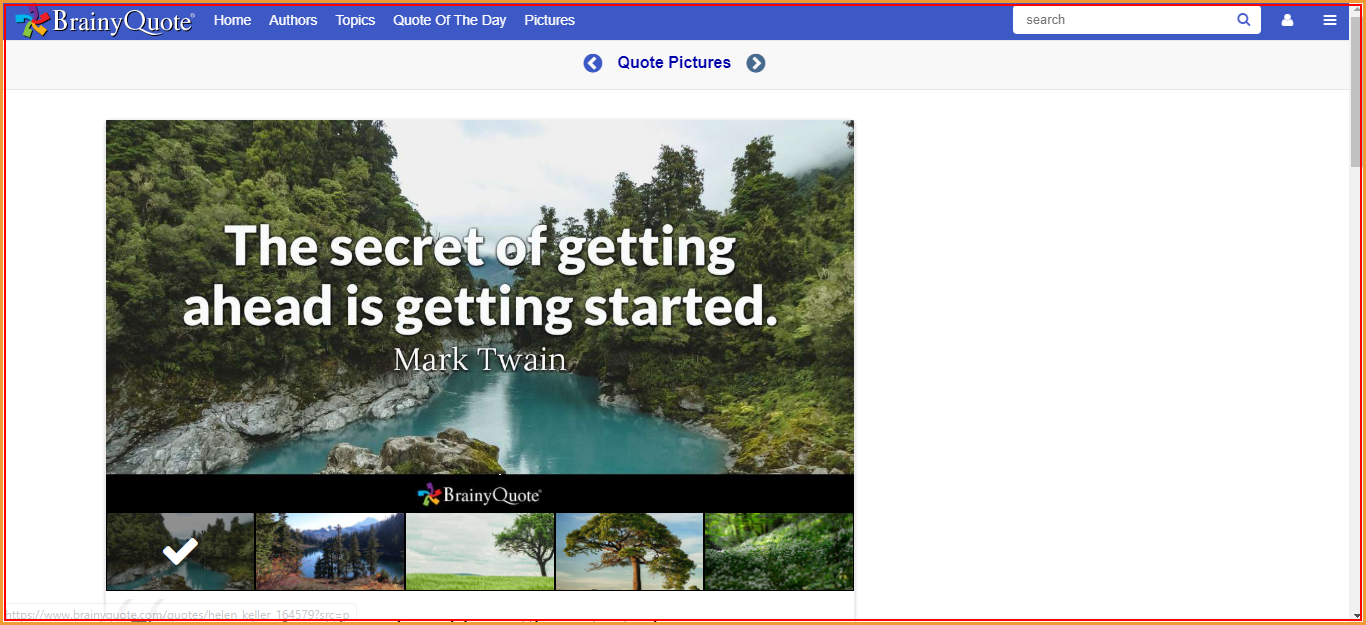 BrainyQuote® Home Authors Topics Quote Of The Day Pictures search
Quote Pictures
The secret of getting
ahead is getting started.
Mark Twain
BrainyQuote®
https://www.brainyquote.com/quotes/helen_keller_164579?src=p